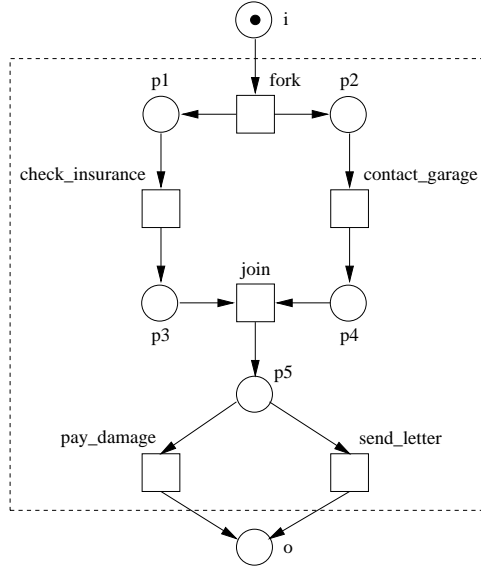 i
p1
fork
p2
check_insurance
contact_garage
join
p3
p4
p5
pay_damage
send_letter
o